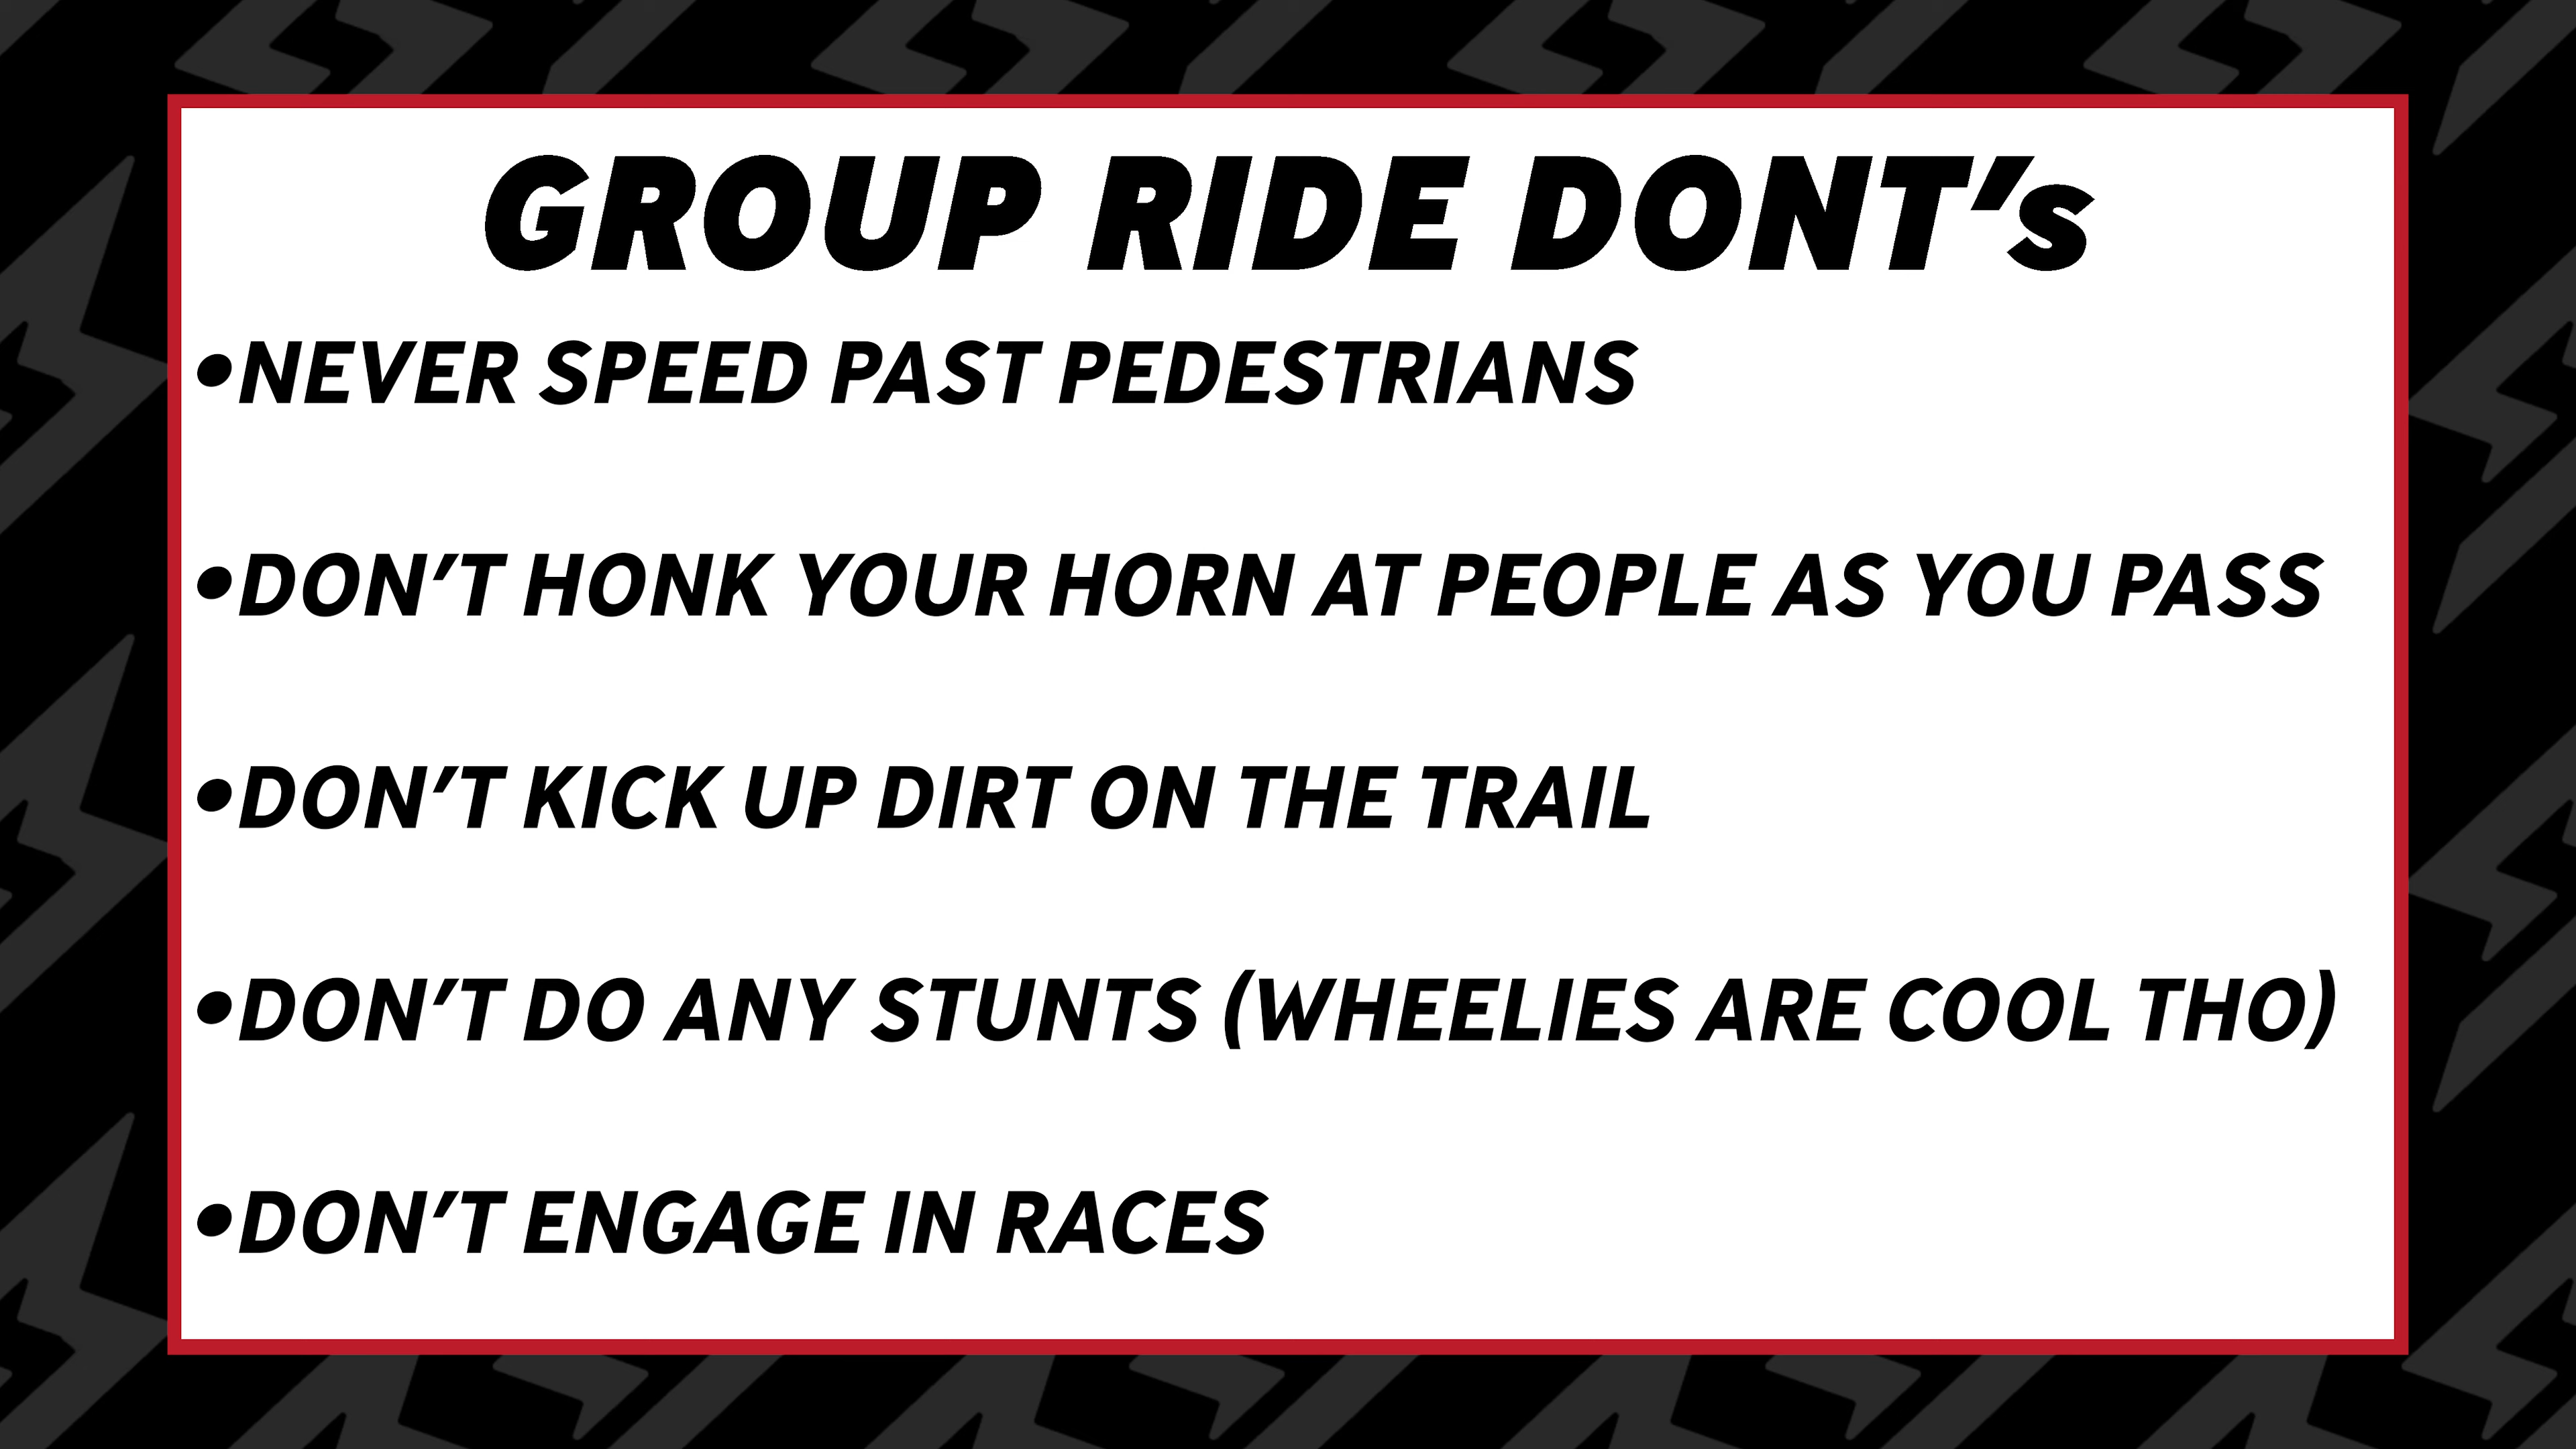 GROUP RIDE DONT’s
•NEVER SPEED PAST PEDESTRIANS
•DON’T HONK YOUR HORN AT PEOPLE AS YOU PASS
•DON’T KICK UP DIRT ON THE TRAIL
•DON’T DO ANY STUNTS (WHEELIES ARE COOL THO)
•DON’T ENGAGE IN RACES